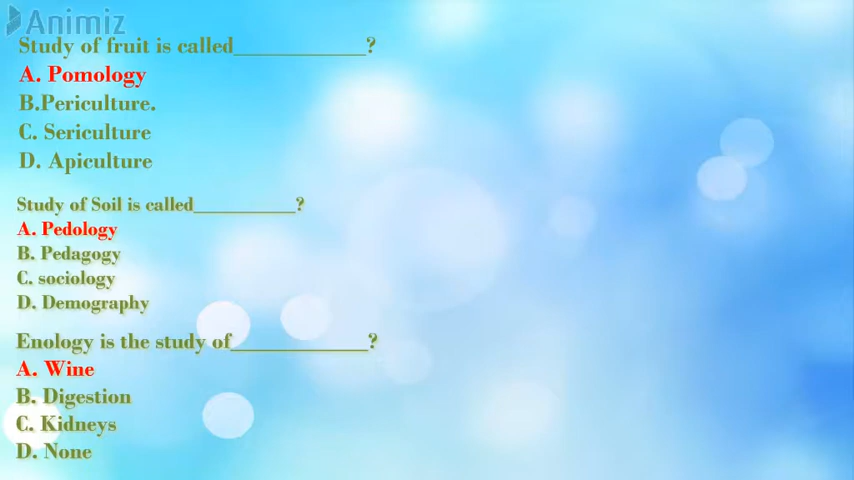 Animiz
Study of fruit is called____________?
A. Pomology
B.Periculture.
C. Sericulture
D. Apiculture
Study of Soil is called__________?
A. Pedology
B. Pedagogy
C. sociology
D. Demography
Enology is the study of____________?
A. Wine
B. Digestion
C. Kidneys
D. None